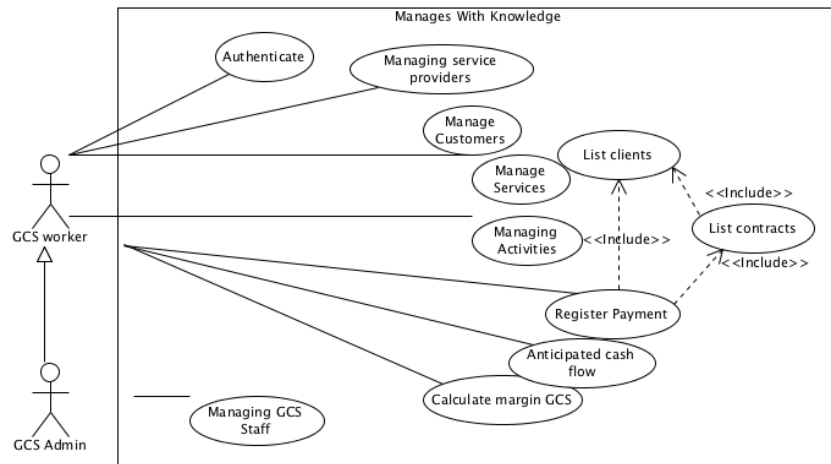 Manages With Knowledge
Authenticate
Managing service
providers
Manage
Customers
List clients
Manage
Services
<<Include>>
GCS worker
Managing
Activities
<<Include>>
List contracts
<<Include>>
Register Payment
Anticipated cash
flow
Calculate margin GCS
Managing GCS
Staff
GCS Admin